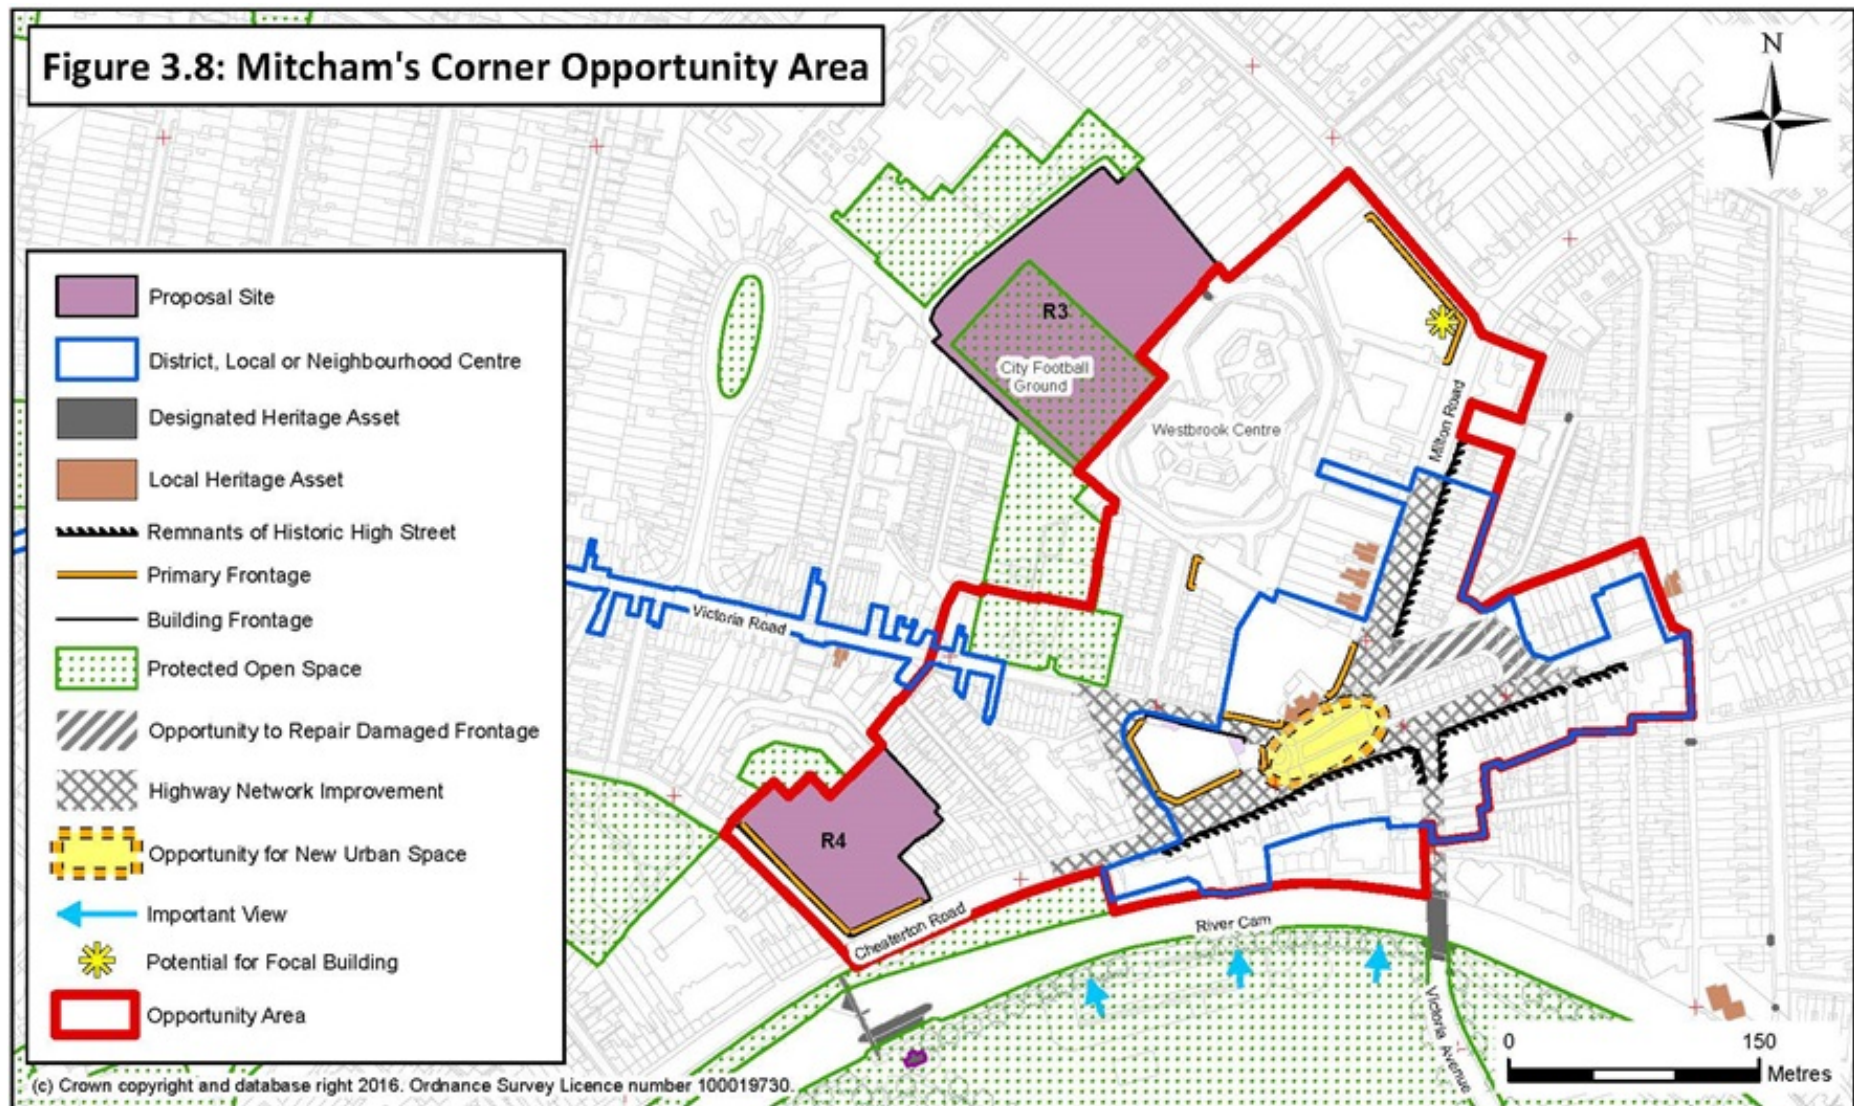 Figure 3.8: Mitcham's Corner Opportunity Area
N
Proposal Site
District, Local or Neighbourhood Centre
Designated Heritage Asset
Local Heritage Asset
Remnants of Historic High Street
Primary Frontage
Building Frontage
Protected Open Space
Opportunity to Repair Damaged Frontage
Highway Network Improvement
Opportunity for New Urban Space
Important View
Potential for Focal Building
Opportunity Area
(c) Crown copyright and database right 2016. Ordnance Survey Licence number 100019730.
R3
City Football
Ground
Westbrook Centre
Milton Road
Victoria Road
R4
Chesterton Road
River Cam
Victoria Avenue
0
150
Metres